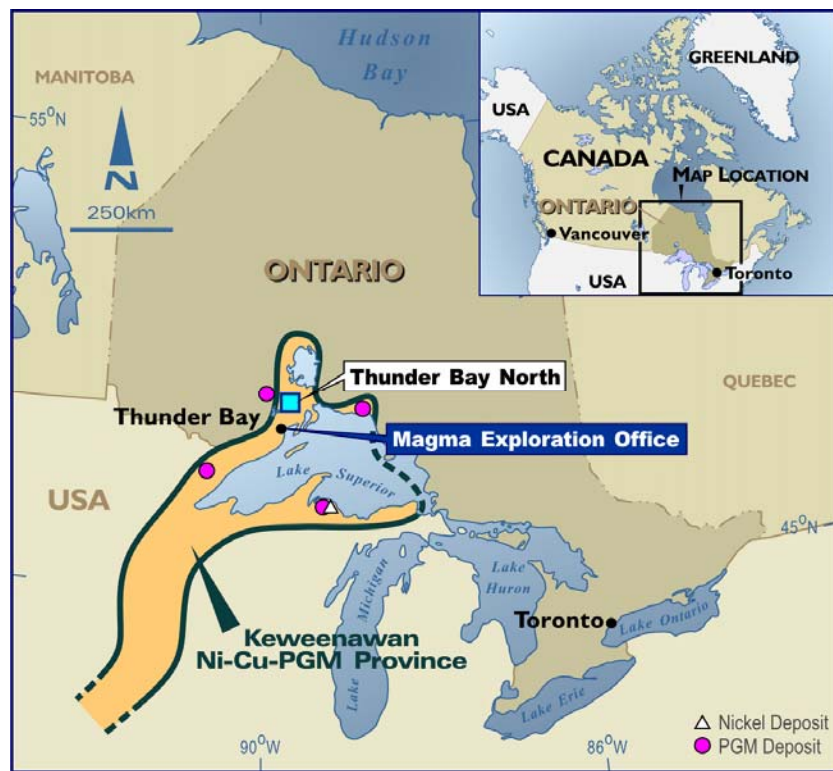 Hudson
Bay
MANITOBA
55°N
N
250km
ONTARIO
GREENLAND
USA
CANADA
MAP LOCATION
ONTARIO
Vancouver
Toronto
USA
Thunder Bay North
QUEBEC
Thunder Bay
Magma Exploration Office
Lake Superior
USA
45°N
Lake
Huron
Lake Michigan
Toronto
Lake Ontario
Keweenawan
Ni-Cu-PGM Province
Lake Erie
Nickel Deposit
PGM Deposit
90°W
86°W